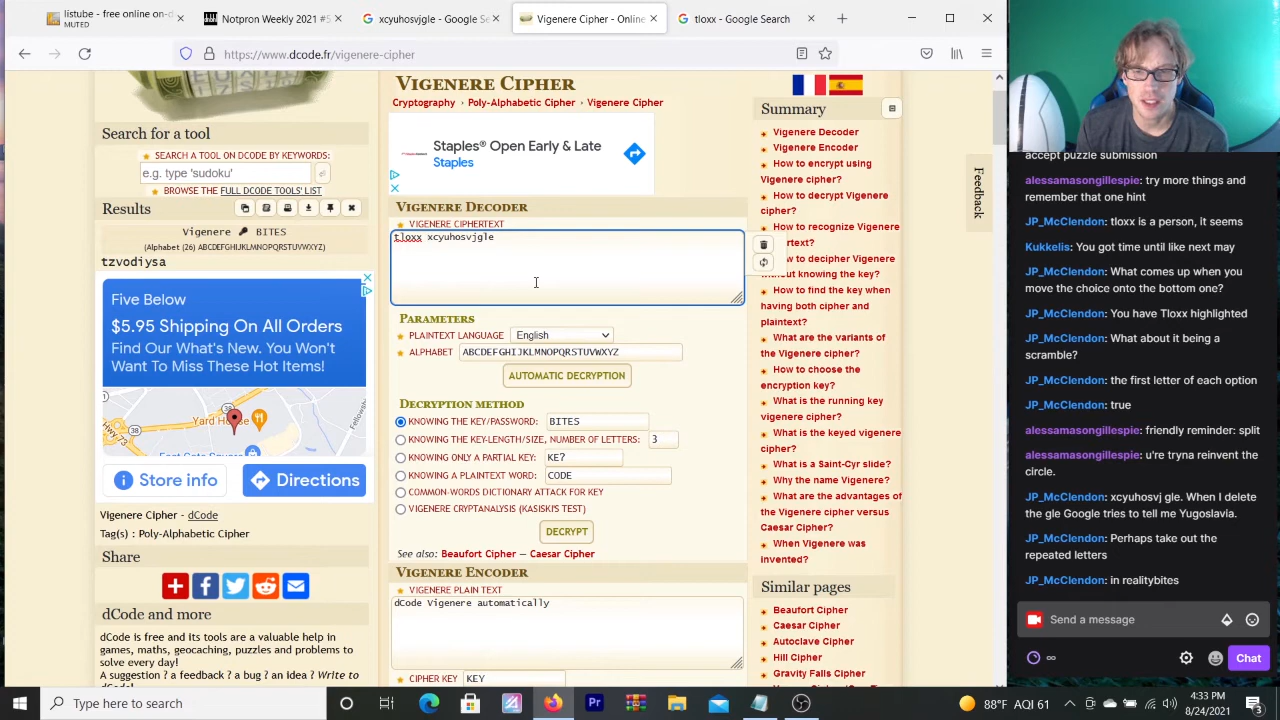 listube - free online on-d
MUTED
Notpron Weekly 2021 #5
xcyuhosvjgle - Google Se
Vigenere Cipher - Online
tloxx - Google Search
https://www.dcode.fr/vigenere-cipher
Search for a tool
SEARCH A TOOL ON DCODE BY KEYWORDS:
e.g. type 'sudoku'
BROWSE THE FULL DCODE TOOLS' LIST
Results
Vigenere BITES
(Alphabet (26) ABCDEFGHIJKLMNOPQRSTUVWXYZ)
tzvodiysa
Five Below
$5.95 Shipping On All Usd
Find Our What's New. You Won't
Want To Miss These Hot Items!
Yard House
38
38
Store info
Directions
Vigenere Cipher - dCode
Tag(s) : Poly-Alphabetic Cipher
Share
dCode and more
dCode is free and its tools are a valuable help in
games, maths, geocaching, puzzles and problems to
solve every day!
A suggestion ? a feedback ? a bug ? an idea ? Write to
VIGENERE CIPHER
Cryptography › Poly-Alphabetic Cipher › Vigenere Cipher
Staples® Open Early & Late
Staples
VIGENERE DECODER
VIGENERE CIPHERTEXT
tloxx xcyuhosvjgle
PARAMETERS
PLAINTEXT LANGUAGE English
ALPHABET ABCDEFGHIJKLMNOPQRSTUVWXYZ
AUTOMATIC DECRYPTION
DECRYPTION METHOD
KNOWING THE KEY/PASSWORD: BITES
KNOWING THE KEY-LENGTH/SIZE, NUMBER OF LETTERS: 3
KNOWING ONLY A PARTIAL KEY: KE?
KNOWING A PLAINTEXT WORD: CODE
COMMON-WORDS DICTIONARY ATTACK FOR KEY
VIGENERE CRYPTANALYSIS (KASISKI'S TEST)
DECRYPT
See also: Beaufort Cipher — Caesar Cipher
VIGENERE ENCODER
VIGENERE PLAIN TEXT
dCode Vigenere automatically
CIPHER KEY KEY
Summary
Vigenere Decoder
Vigenere Encoder
How to encrypt using
Vigenere cipher?
How to decrypt Vigenere
cipher?
How to recognize Vigenere
ertext?
How to decipher Vigenere
without knowing the key?
How to find the key when
having both cipher and
plaintext?
What are the variants of
the Vigenere cipher?
How to choose the
encryption key?
What is the running key
vigenere cipher?
What is the keyed vigenere
cipher?
What is a Saint-Cyr slide?
Why the name Vigenere?
What are the advantages of
the Vigenere cipher versus
Caesar Cipher?
When Vigenere was
invented?
Similar pages
Beaufort Cipher
Caesar Cipher
Autoclave Cipher
Hill Cipher
Gravity Falls Cipher
Feedback
accept puzzle submission
alessamasongillespie: try more things and
remember that one hint
JP_McClendon: tloxx is a person, it seems
Kukkelis: You got time until like next may
JP_McClendon: What comes up when you
move the choice onto the bottom one?
JP_McClendon: You have Tloxx highlighted
JP_McClendon: What about it being a
scramble?
JP_McClendon: the first letter of each option
JP_McClendon: true
alessamasongillespie: friendly reminder: split
alessamasongillespie: u're tryna reinvent the
circle.
JP_McClendon: xcyuhosvj gle. When I delete
the gle Google tries to tell me Yugoslavia.
JP_McClendon: Perhaps take out the
repeated letters
JP_McClendon: in realitybites
Send a message
Chat
Type here to search
88°F AQI 61
4:33 PM
8/24/2021